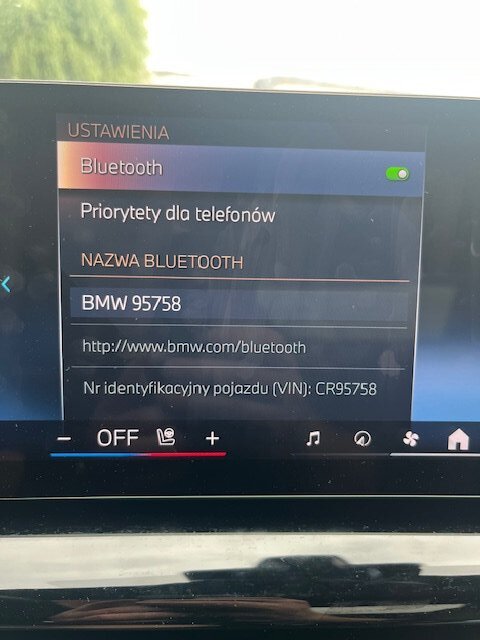 USTAWIENIA
Bluetooth
Priorytety dla telefonów
NAZWA BLUETOOTH
BMW 95758
http://www.bmw.com/bluetooth
Nr identyfikacyjny pojazdu (VIN): CR95758
- OFF +